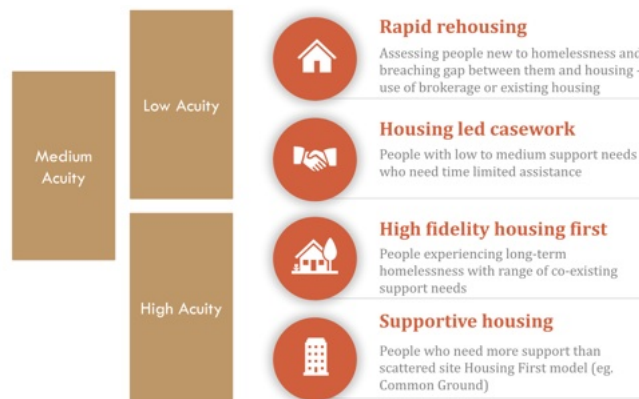 Medium
Acuity
Low Acuity
High Acuity
Rapid rehousing
Assessing people new to homelessness and
breaching gap between them and housing -
use of brokerage or existing housing
Housing led casework
People with low to medium support needs
who need time limited assistance
High fidelity housing first
People experiencing long-term
homelessness with range of co-existing
support needs
Supportive housing
People who need more support than
scattered site Housing First model (eg.
Common Ground)